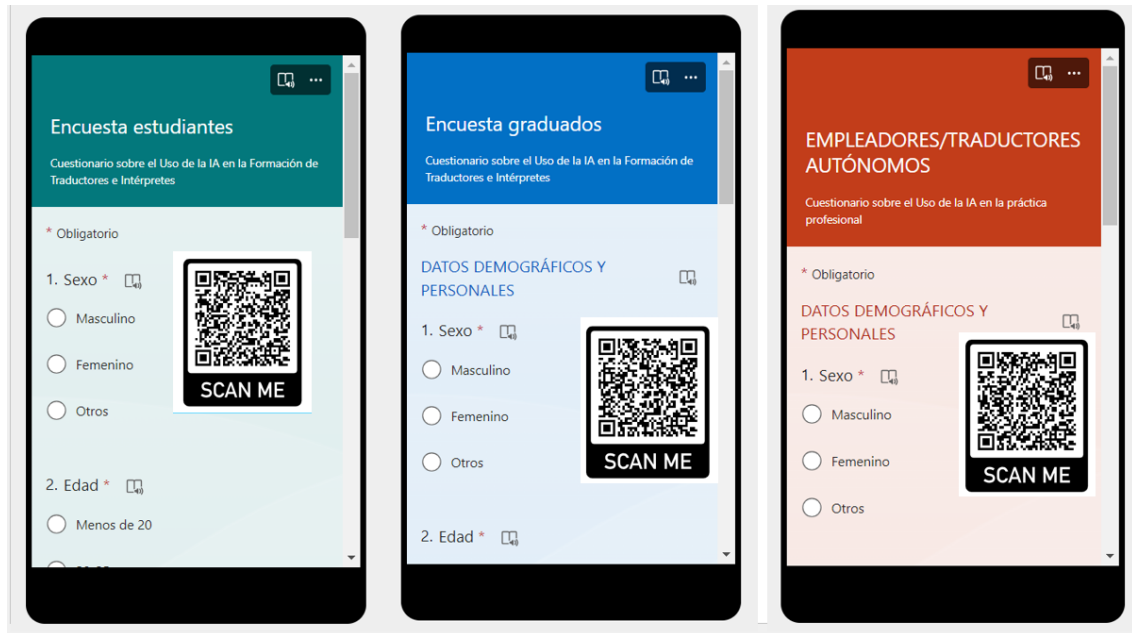 Encuesta estudiantes
Cuestionario sobre el Uso de la IA en la Formación de
Traductores e Intérpretes
* Obligatorio
1. Sexo *
Masculino
Femenino
Otros
SCAN ME
2. Edad *
Menos de 20
Encuesta graduados
Cuestionario sobre el Uso de la IA en la Formación de
Traductores e Intérpretes
* Obligatorio
DATOS DEMOGRÁFICOS Y
PERSONALES
1. Sexo *
Masculino
Femenino
Otros
SCAN ME
2. Edad *
EMPLEADORES/TRADUCTORES
AUTÓNOMOS
Cuestionario sobre el Uso de la IA en la práctica
profesional
* Obligatorio
DATOS DEMOGRÁFICOS Y
PERSONALES
1. Sexo *
Masculino
Femenino
Otros
SCAN ME